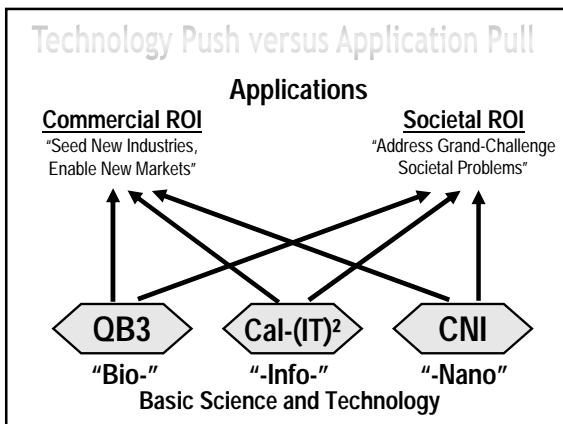 Technology Push versus Application Pull
Applications
Commercial ROI
"Seed New Industries,
Enable New Markets"
Societal ROI
"Address Grand-Challenge
Societal Problems"
QB3
Cal-(IT)²
CNI
"Bio-"
"-Info-"
"-Nano"
Basic Science and Technology